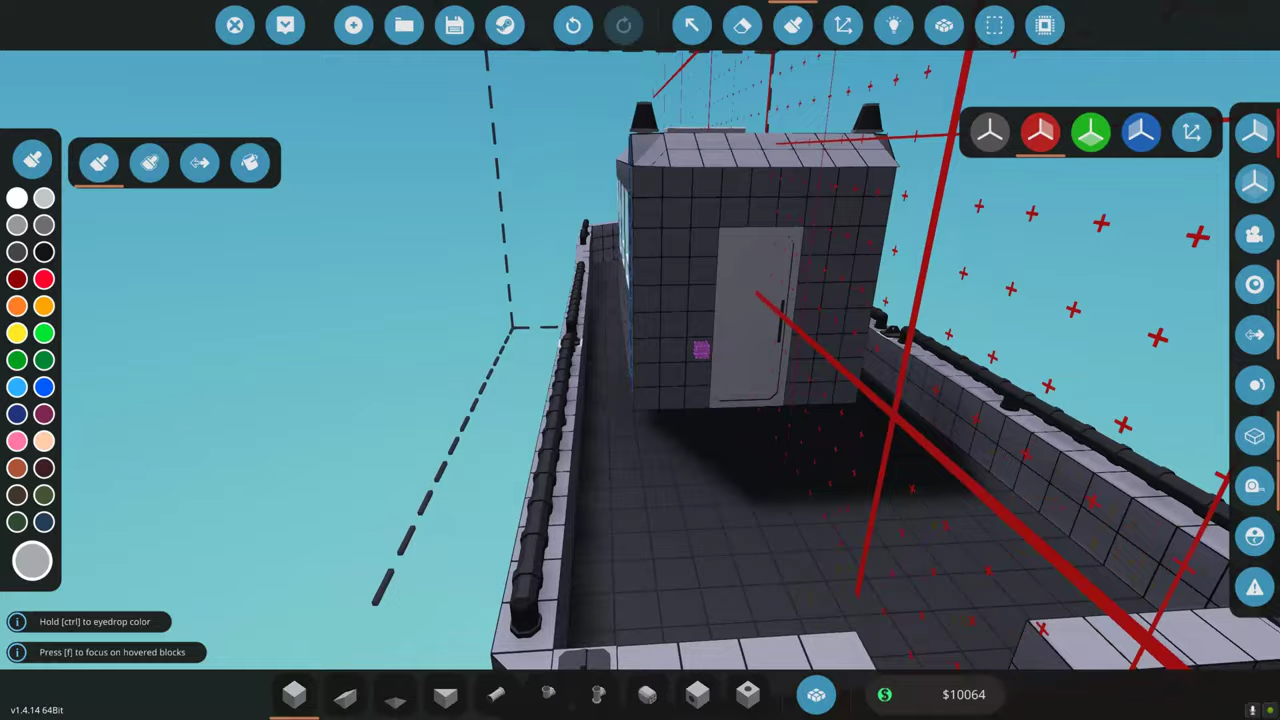 Hold [ctrl] to eyedrop color
Press [f] to focus on hovered blocks
$ $10064
v1.4.14 64Bit